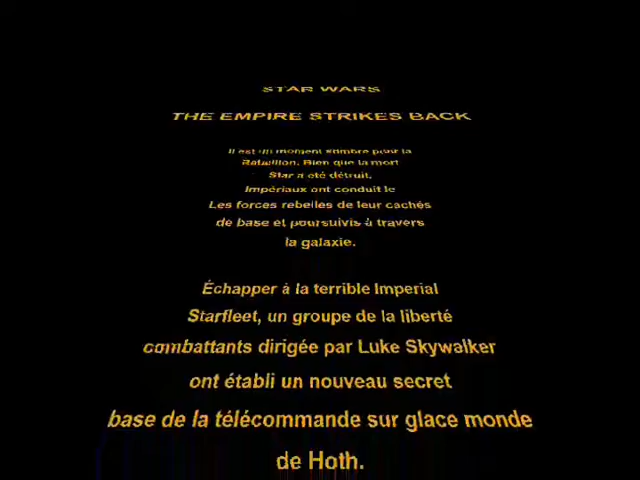 STAR WARS
THE EMPIRE STRIKES BACK
Il est un moment sombre pour la
Rébellion. Bien que la mort
Star a été détruit,
Impériaux ont conduit le
Les forces rebelles de leur cachés
de base et poursuivis à travers
la galaxie.
Échapper à la terrible Imperial
Starfleet, un groupe de la liberté
combattants dirigée par Luke Skywalker
ont établi un nouveau secret
base de la télécommande sur glace monde
de Hoth.